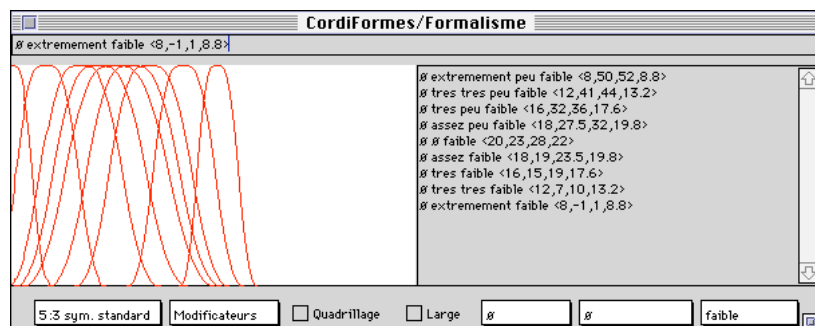 CordiFormes/Formalisme
ø extremement faible <8,-1,1,8.8>
ø extremement peu faible <8,50,52,8.8>
ø tres tres peu faible <12,41,44,13.2>
ø tres peu faible <16,32,36,17.6>
ø assez peu faible <18,27.5,32,19.8>
ø ø faible <20,23,28,22>
ø assez faible <18,19,23.5,19.8>
ø tres faible <16,15,19,17.6>
ø tres tres faible <12,7,10,13.2>
ø extremement faible <8,-1,1,8.8>
5:3 sym. standard Modificateurs Quadrillage Large ø ø faible